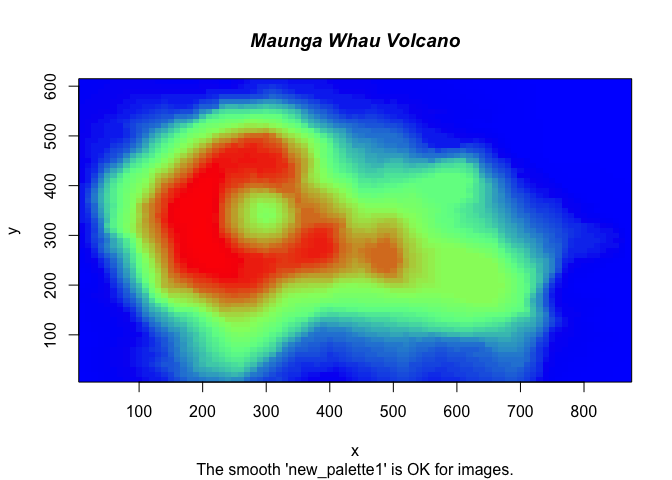 Maunga Whau Volcano
600
500
400
300
200
100
y
100 200 300 400 500 600 700 800
x
The smooth 'new_palette1' is OK for images.